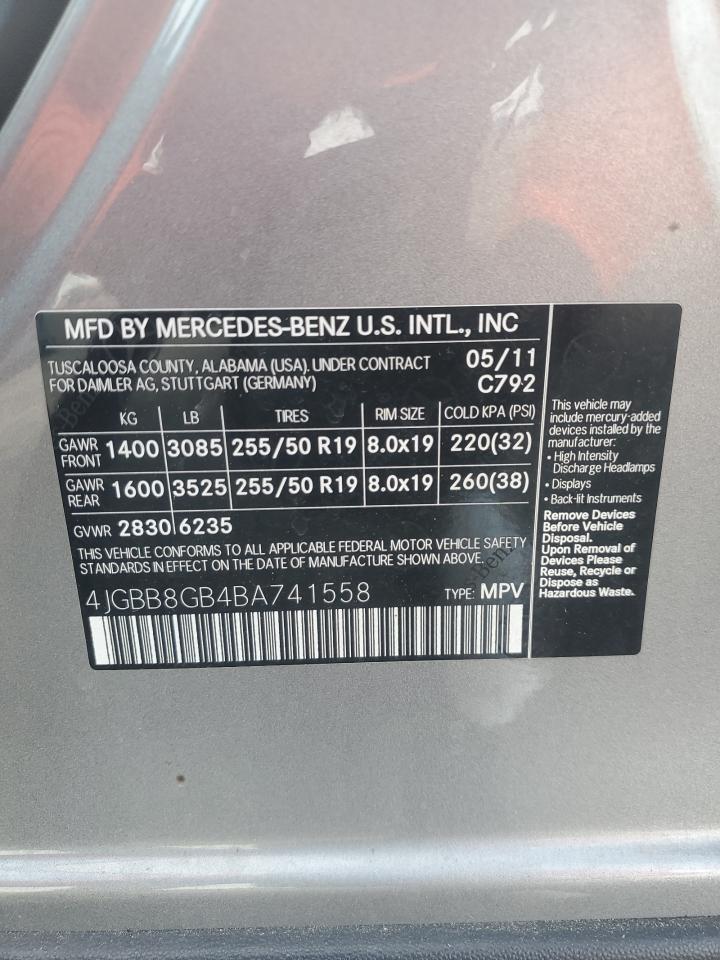 MFD BY MERCEDES-BENZ U.S. INTL., INC
TUSCALOOSA COUNTY, ALABAMA (USA). UNDER CONTRACT 05/11
FOR DAIMLER AG, STUTTGART (GERMANY) C792
KG LB TIRES RIM SIZE COLD KPA (PSI)
GAWR FRONT 1400 3085 255/50 R19 8.0x19 220(32)
GAWR REAR 1600 3525 255/50 R19 8.0x19 260(38)
GVWR 2830 6235
THIS VEHICLE CONFORMS TO ALL APPLICABLE FEDERAL MOTOR VEHICLE SAFETY
STANDARDS IN EFFECT ON THE DATE OF MANUFACTURE SHOWN ABOVE.
4JGBB8GB4BA741558 TYPE: MPV
This vehicle may
include mercury-added
devices installed by the
manufacturer:
• High Intensity
Discharge Headlamps
• Displays
• Back-lit Instruments
Remove Devices
Before Vehicle
Disposal.
Upon Removal of
Devices Please
Reuse, Recycle or
Dispose as
Hazardous Waste.